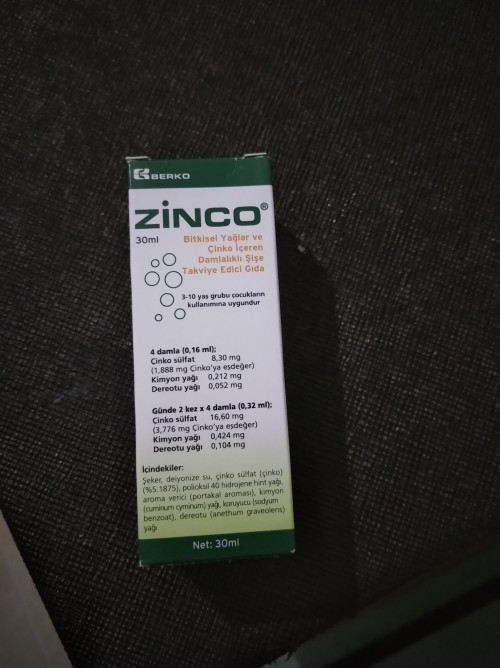 BERKO
ZİNCO®
30ml
Bitkisel Yağlar ve
Çinko İçeren
Damlalıklı Şişe
Takviye Edici Gıda
3-10 yaş grubu çocukların
kullanımına uygundur
4 damla (0,16 ml);
Çinko sülfat 8,30 mg
(1,888 mg Çinko'ya eşdeğer)
Kimyon yağı 0,212 mg
Dereotu yağı 0,052 mg
Günde 2 kez x 4 damla (0,32 ml);
Çinko sülfat 16,60 mg
(3,776 mg Çinko'ya eşdeğer)
Kimyon yağı 0,424 mg
Dereotu yağı 0,104 mg
İçindekiler:
Şeker, deiyonize su, çinko sülfat (çinko)
(%5.1875), polioksil 40 hidrojene hint yağı,
aroma verici (portakal aroması), kimyon
(cuminum cyminum) yağı, koruyucu (sodyum
benzoat), dereotu (anethum graveolens)
yağı
Net: 30ml